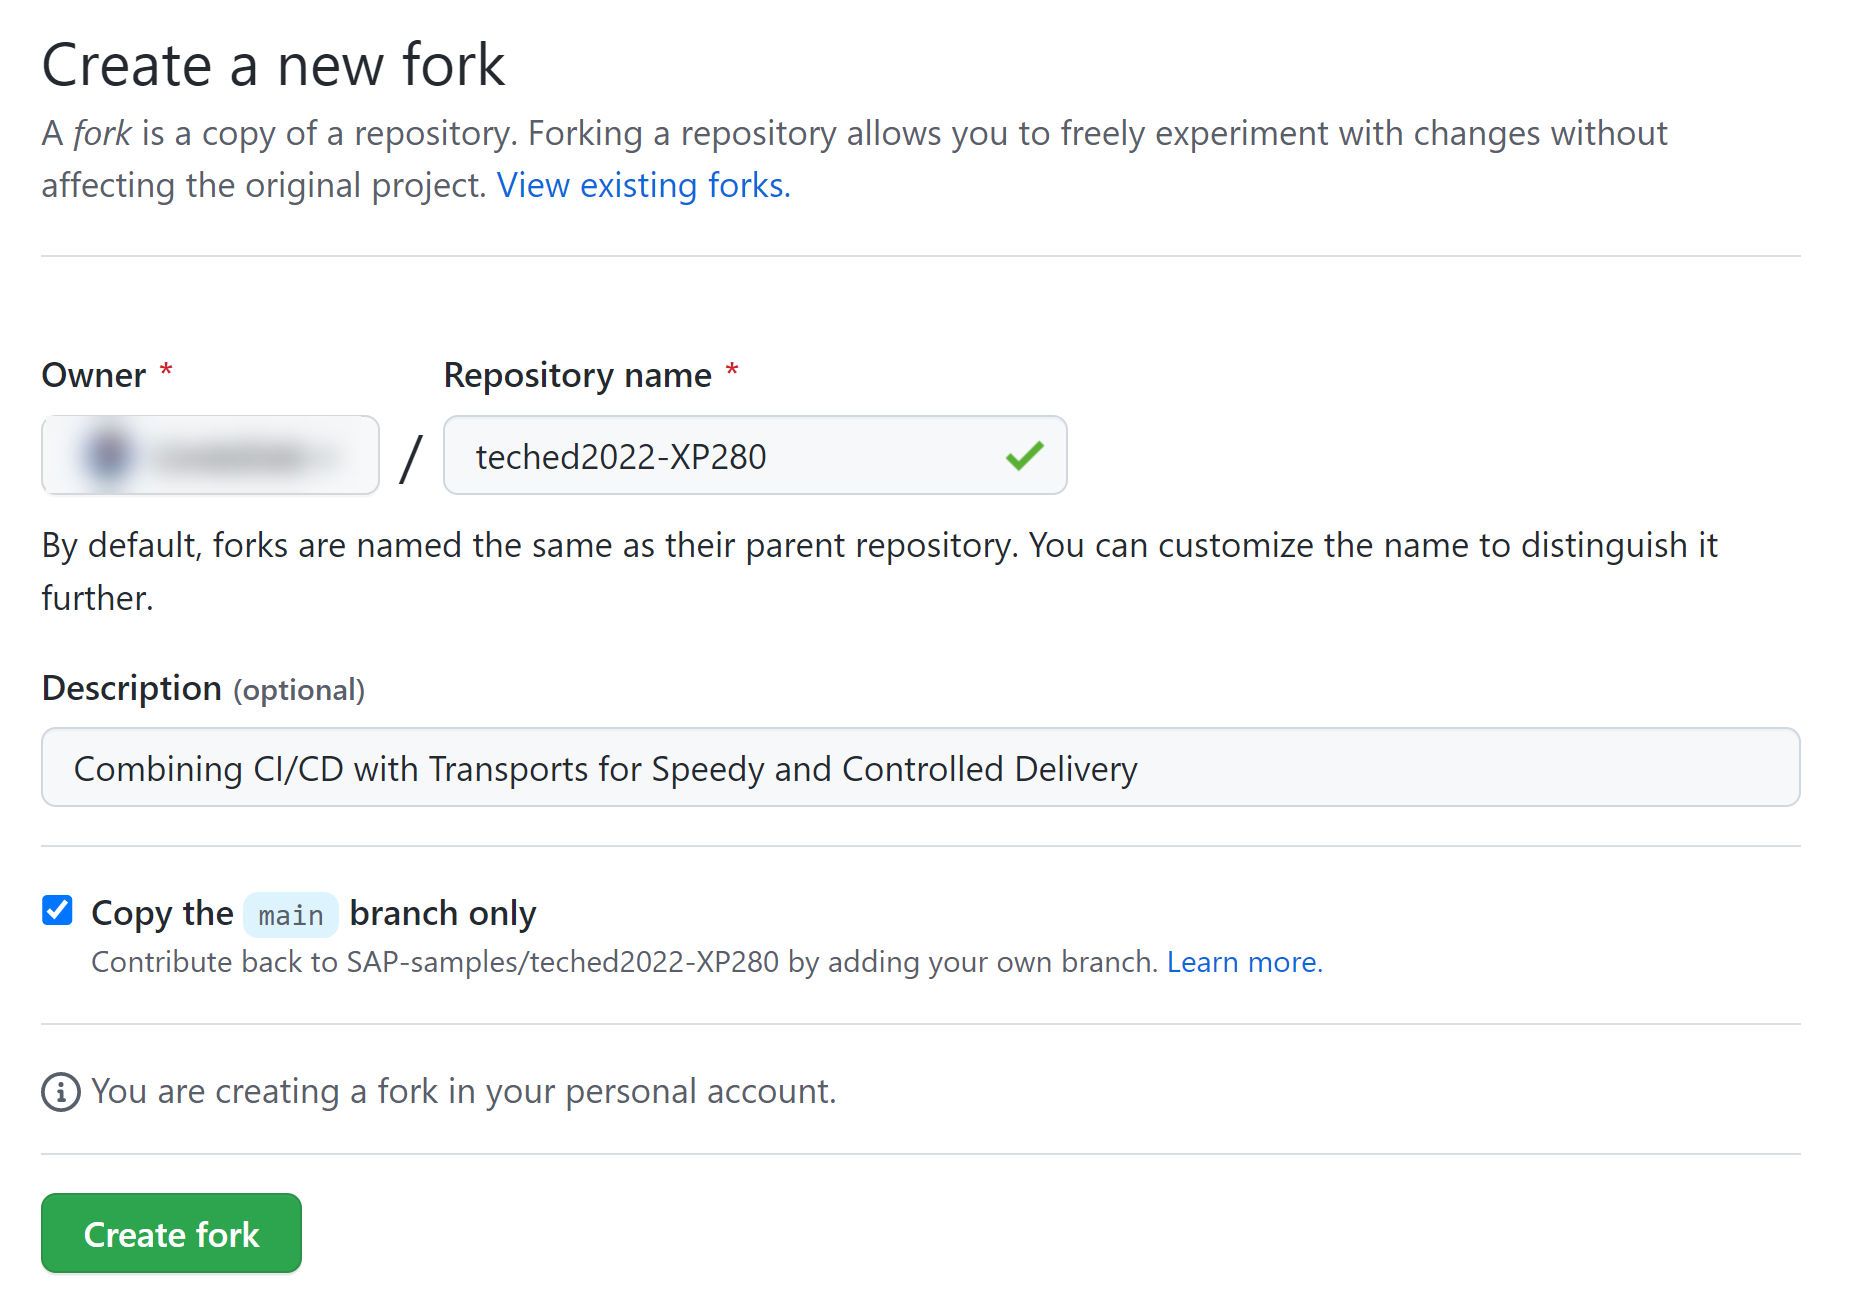 Create a new fork
A fork is a copy of a repository. Forking a repository allows you to freely experiment with changes without
affecting the original project. View existing forks.
Owner * Repository name *
/ teched2022-XP280
By default, forks are named the same as their parent repository. You can customize the name to distinguish it
further.
Description (optional)
Combining CI/CD with Transports for Speedy and Controlled Delivery
Copy the main branch only
Contribute back to SAP-samples/teched2022-XP280 by adding your own branch. Learn more.
You are creating a fork in your personal account.
Create fork